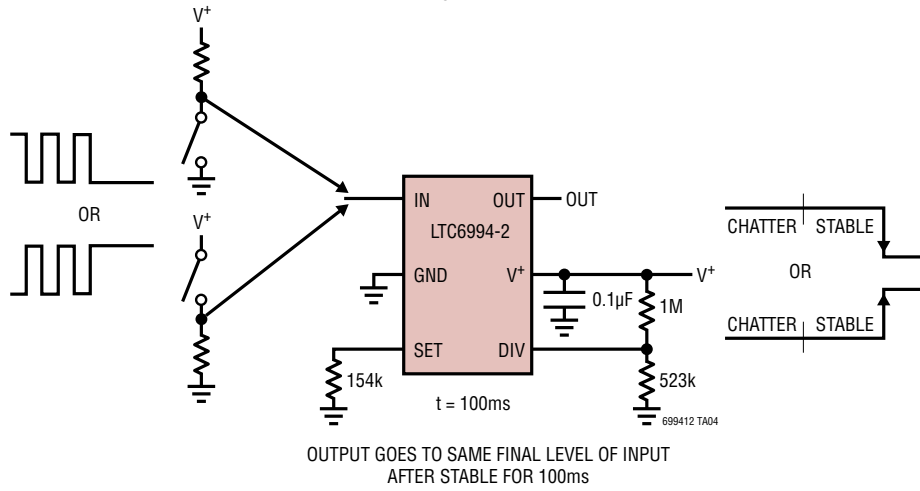 V+
OR
V+
IN
OUT
OUT
LTC6994-2
GND
V+
V+
0.1µF
1M
SET
DIV
154k
523k
t = 100ms
699412 TA04
CHATTER STABLE
OR
CHATTER STABLE
OUTPUT GOES TO SAME FINAL LEVEL OF INPUT
AFTER STABLE FOR 100ms